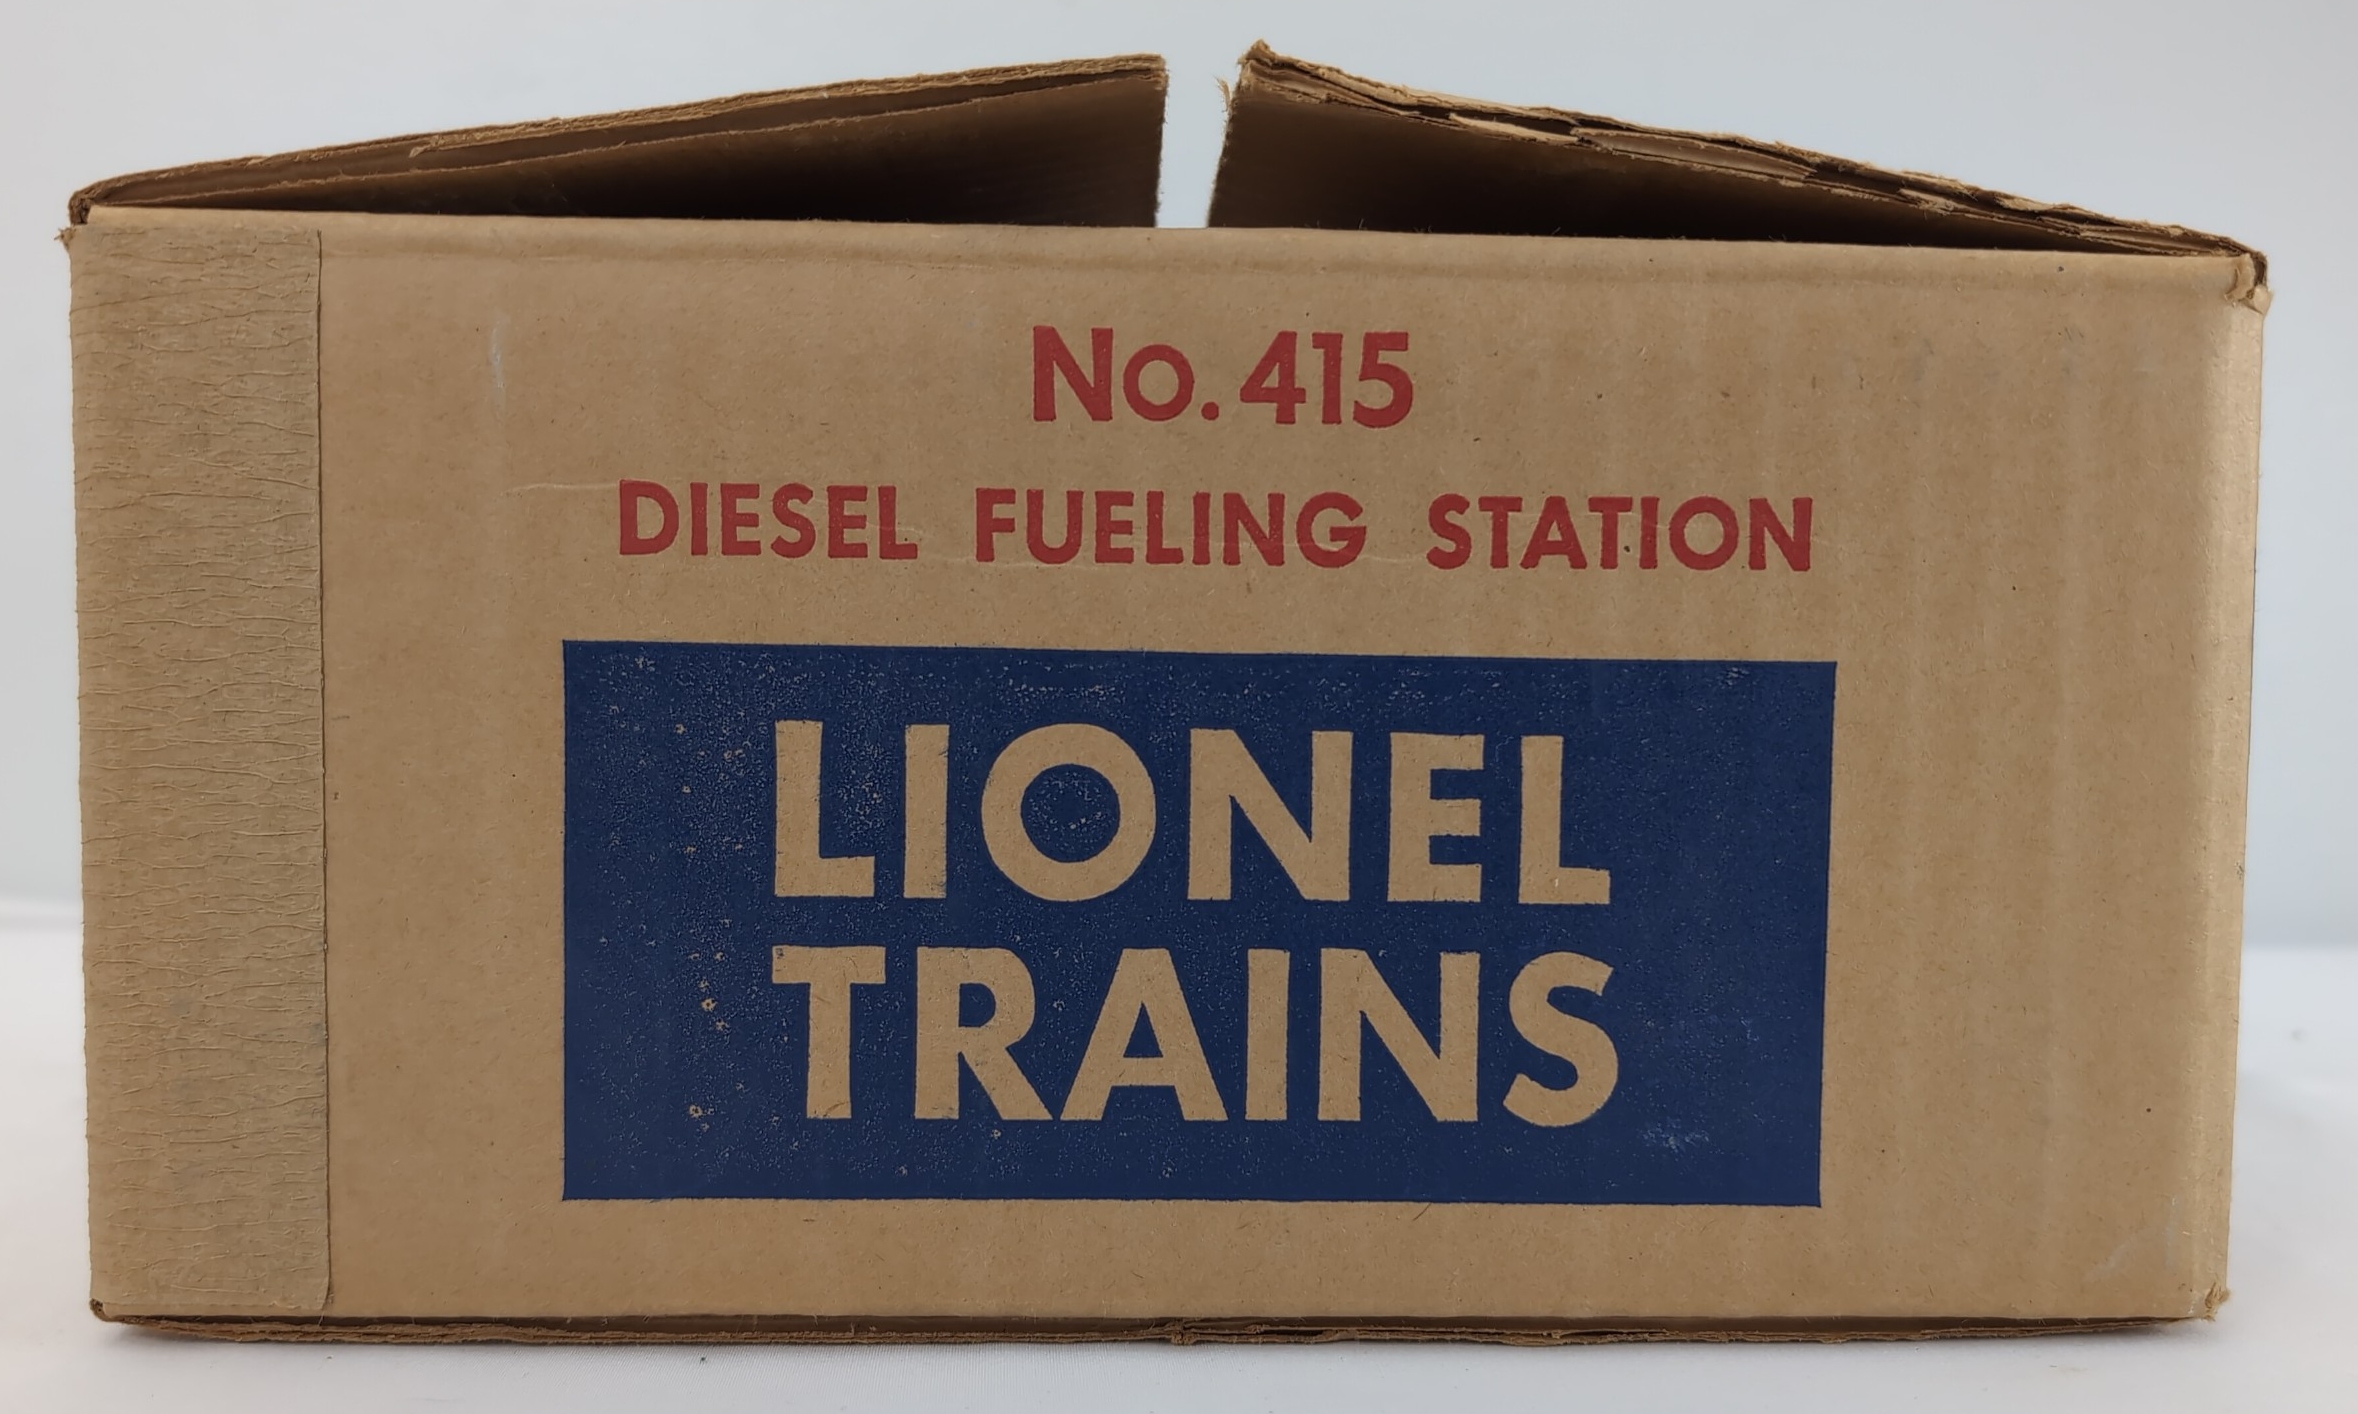 No. 415
DIESEL FUELING STATION
LIONEL
TRAINS